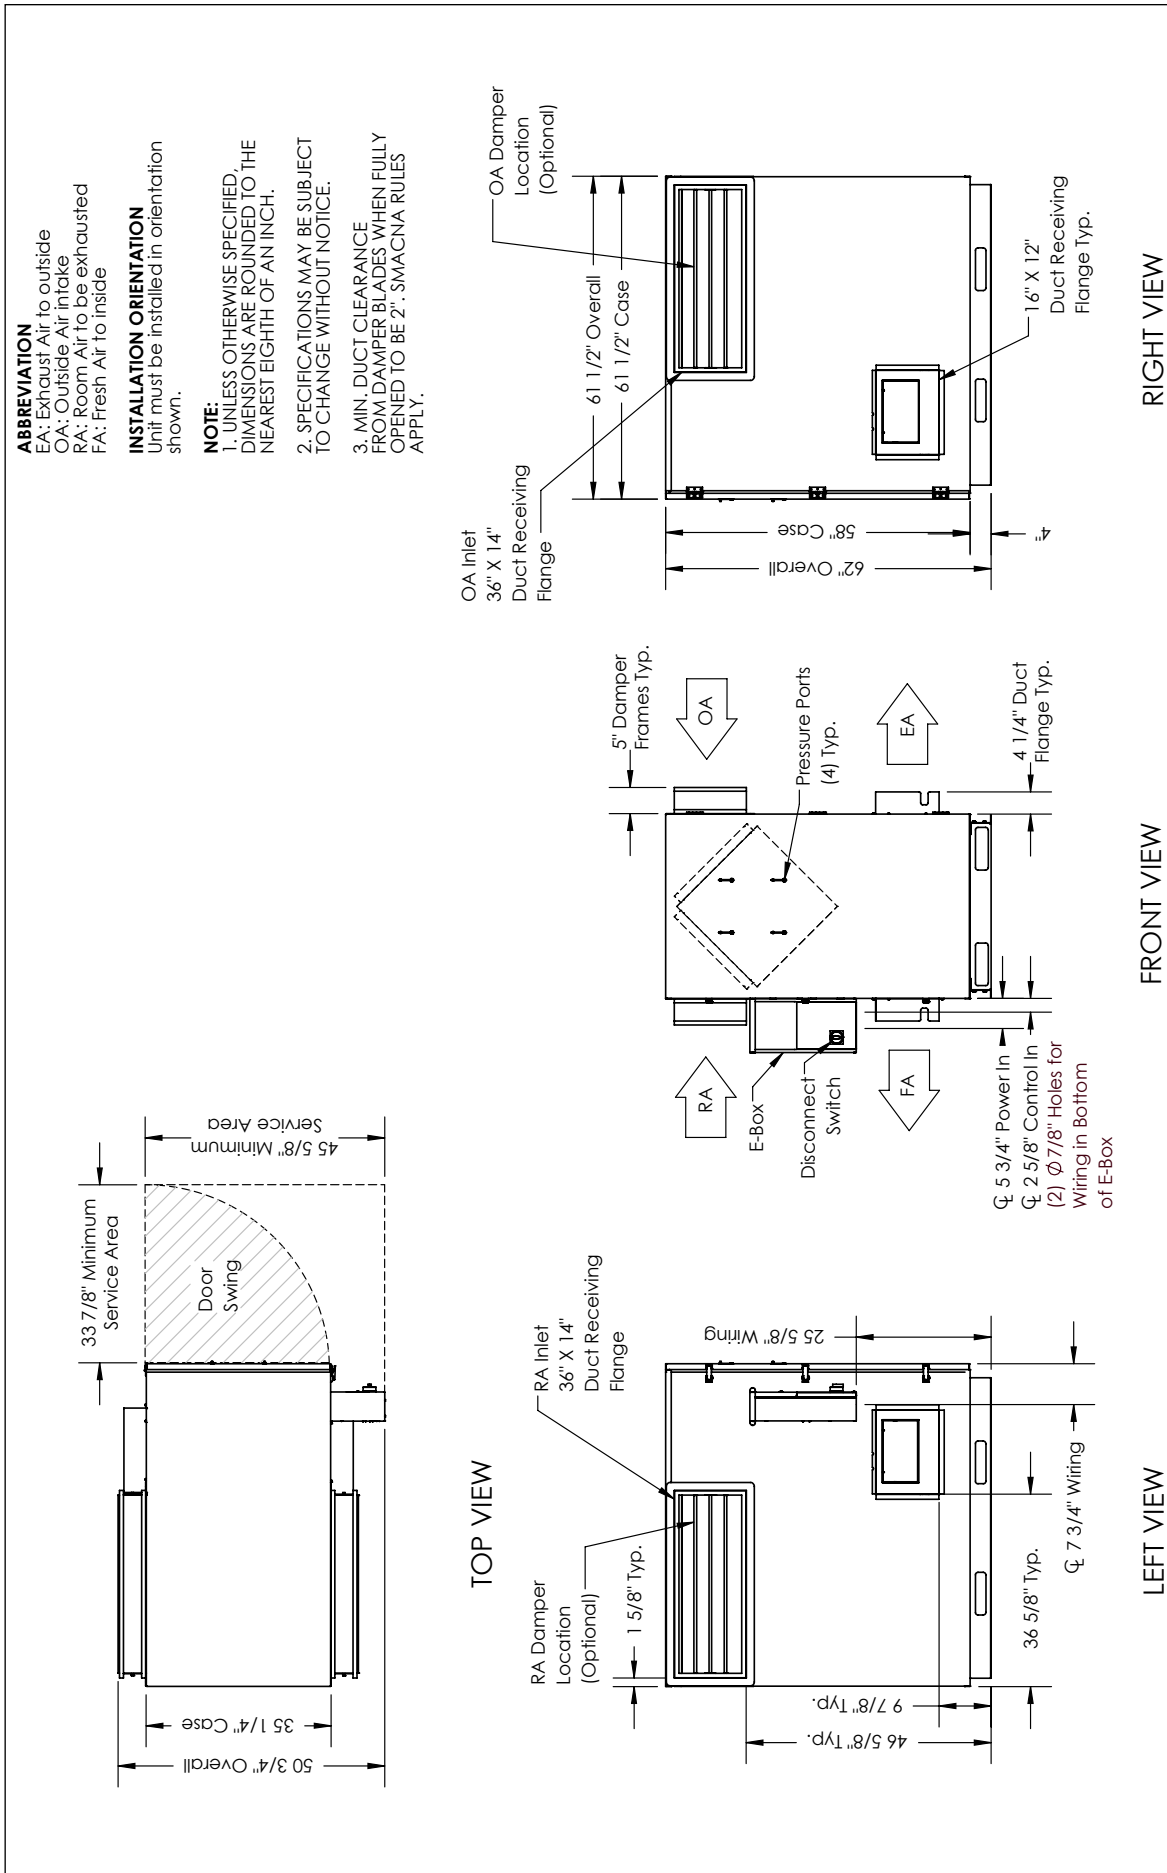 ABBREVIATION
EA: Exhaust Air to outside
OA: Outside Air intake
RA: Room Air to be exhausted
FA: Fresh Air to inside
INSTALLATION ORIENTATION
Unit must be installed in orientation
shown.
NOTE:
1. UNLESS OTHERWISE SPECIFIED,
DIMENSIONS ARE ROUNDED TO THE
NEAREST EIGHTH OF AN INCH.
2. SPECIFICATIONS MAY BE SUBJECT
TO CHANGE WITHOUT NOTICE.
3. MIN. DUCT CLEARANCE
FROM DAMPER BLADES WHEN FULLY
OPENED TO BE 2". SMACNA RULES
APPLY.
33 7/8" Minimum
Service Area
45 5/8" Minimum
Service Area
Door
Swing
35 1/4" Case
50 3/4" Overall
TOP VIEW
RA Damper
Location
(Optional)
1 5/8" Typ.
RA Inlet
36" X 14"
Duct Receiving
Flange
25 5/8" Wiring
46 5/8" Typ.
9 7/8" Typ.
36 5/8" Typ.
℄ 7 3/4" Wiring
LEFT VIEW
RA
E-Box
Disconnect
Switch
FA
5" Damper
Frames Typ.
OA
Pressure Ports
(4) Typ.
EA
4 1/4" Duct
Flange Typ.
℄ 5 3/4" Power In
℄ 2 5/8" Control In
(2) Ø 7/8" Holes for
Wiring in Bottom
of E-Box
FRONT VIEW
OA Inlet
36" X 14"
Duct Receiving
Flange
61 1/2" Overall
61 1/2" Case
OA Damper
Location
(Optional)
58" Case
62" Overall
4"
16" X 12"
Duct Receiving
Flange Typ.
RIGHT VIEW